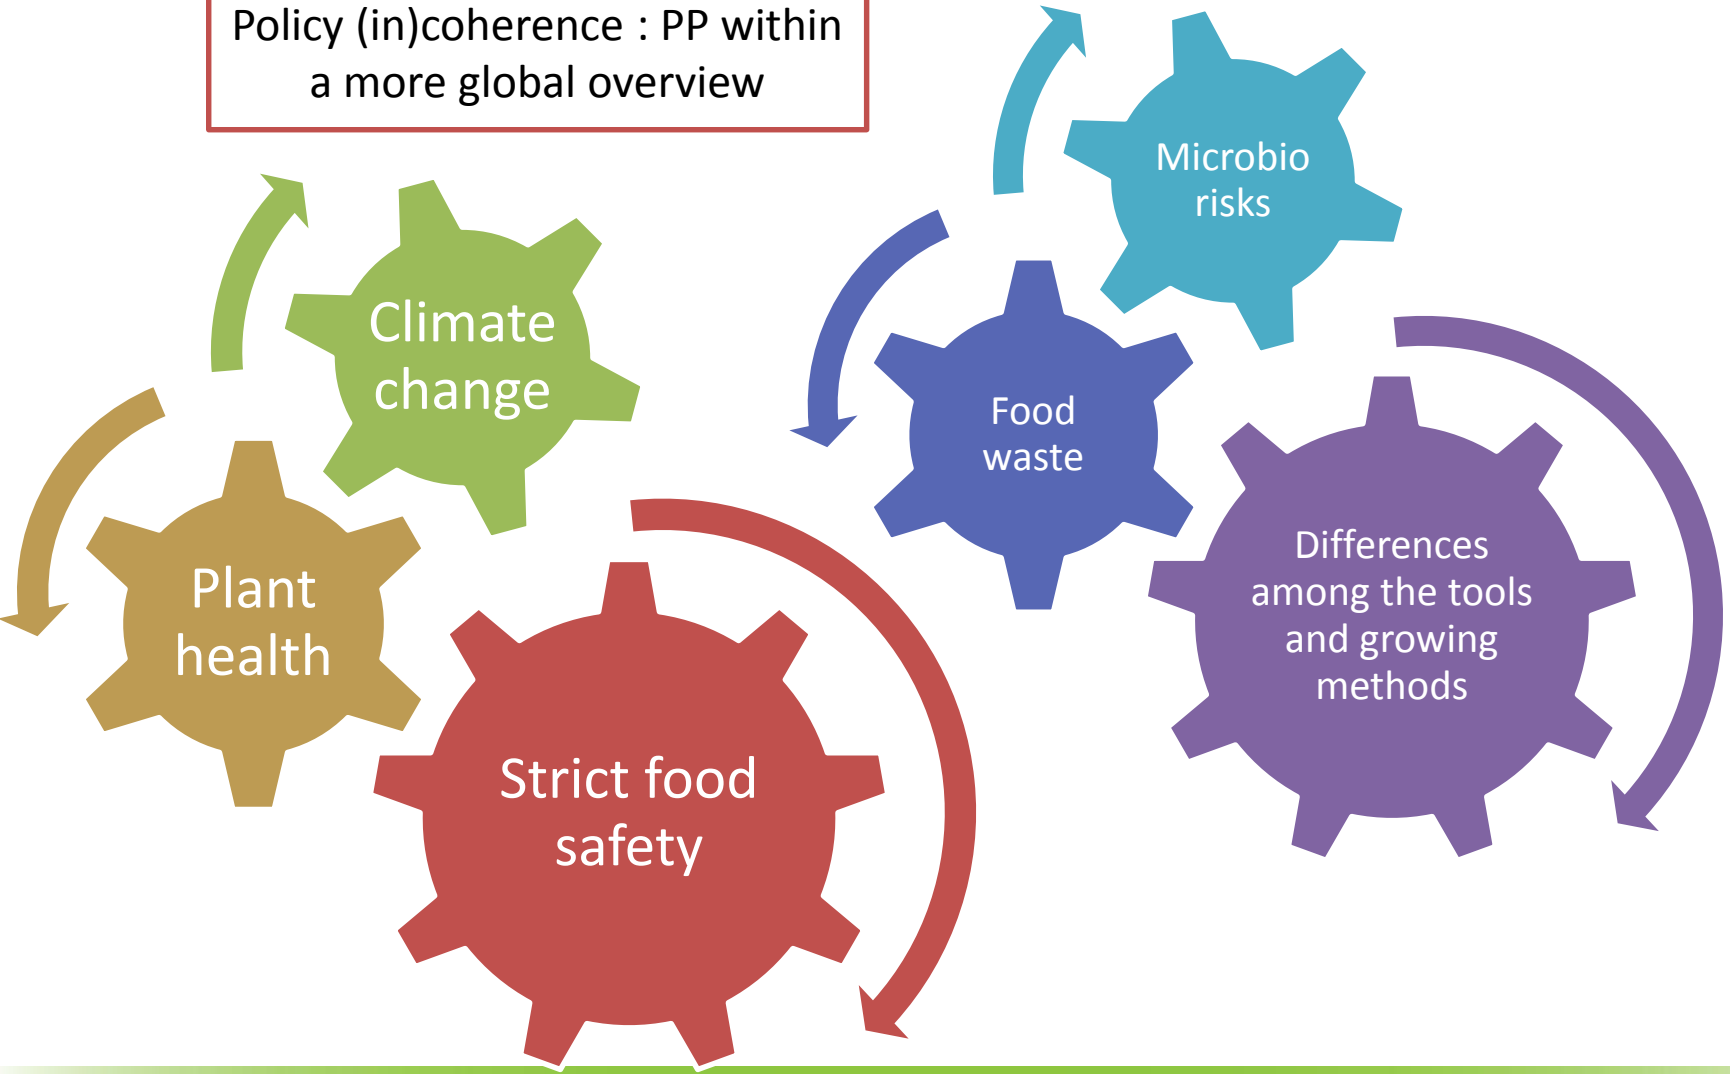 Policy (in)coherence : PP within
a more global overview
Climate
change
Plant
health
Strict food
safety
Microbio
risks
Food
waste
Differences
among the tools
and growing
methods